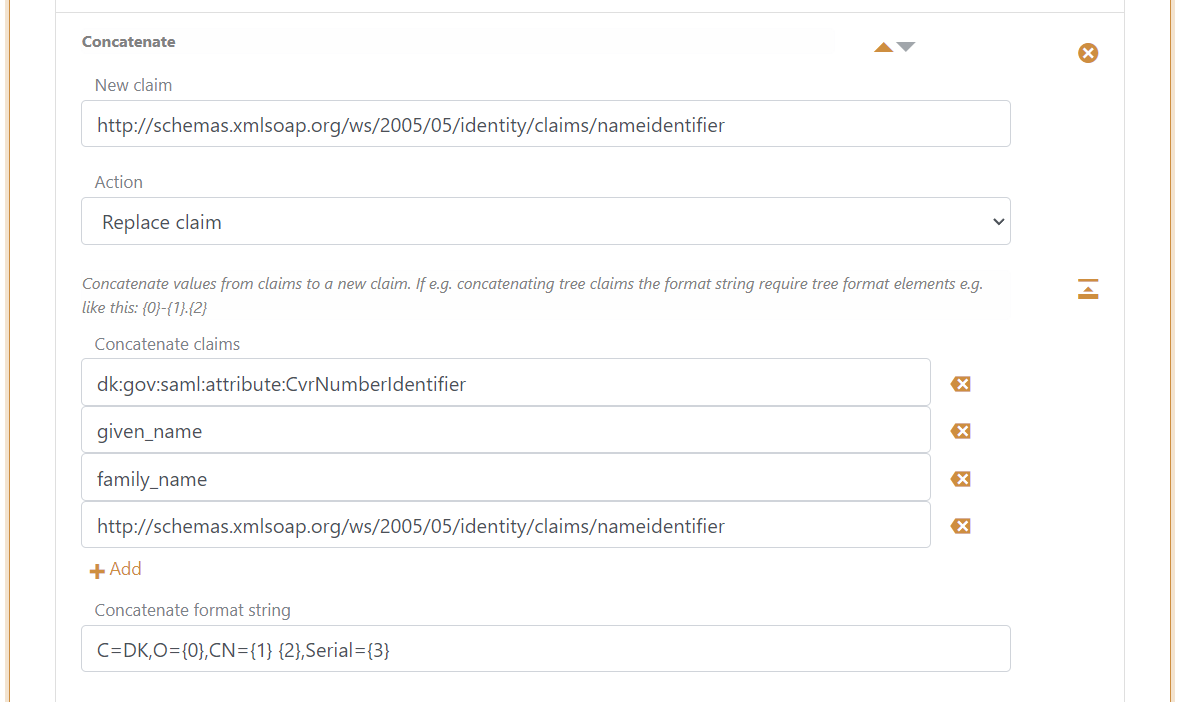 Concatenate
New claim
http://schemas.xmlsoap.org/ws/2005/05/identity/claims/nameidentifier
Action
Replace claim
Concatenate values from claims to a new claim. If e.g. concatenating tree claims the format string require tree format elements e.g.
like this: {0}-{1}.{2}
Concatenate claims
dk:gov:saml:attribute:CvrNumberIdentifier
given_name
family_name
http://schemas.xmlsoap.org/ws/2005/05/identity/claims/nameidentifier
Add
Concatenate format string
C=DK,O={0},CN={1} {2},Serial={3}